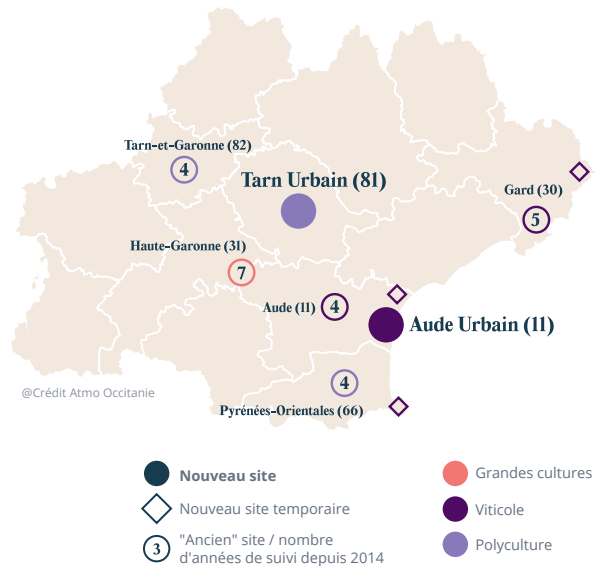 Tarn-et-Garonne (82)
4
Tarn Urbain (81)
Gard (30)
5
Haute-Garonne (31)
7
Aude (11)
4
Aude Urbain (11)
4
@Crédit Atmo Occitanie
Pyrénées-Orientales (66)
Nouveau site
Nouveau site temporaire
3
"Ancien" site / nombre
d'années de suivi depuis 2014
Grandes cultures
Viticole
Polyculture